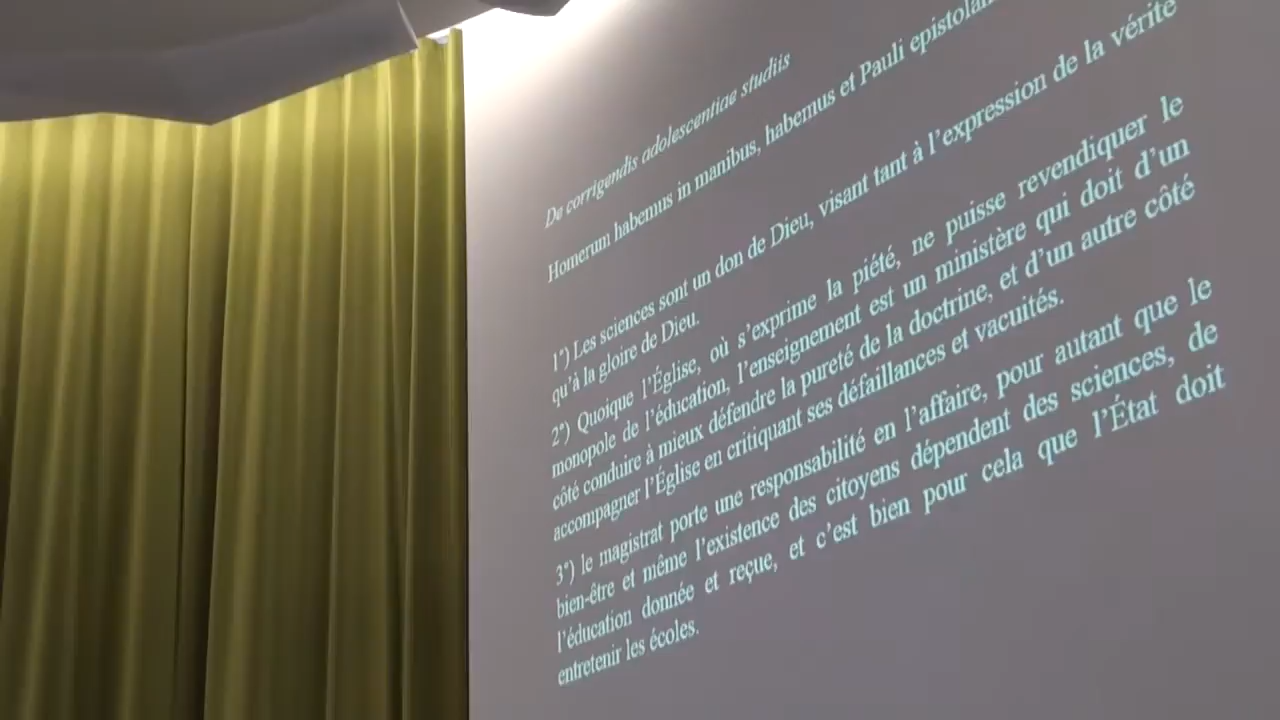 De corrigendis adolescentiae studiis
Homerum habemus in manibus, habemus et Pauli
1°) Les sciences sont un don de Dieu, visant tant à l’expression de la vérité
qu’à la gloire de Dieu.
2°) Quoique l’Église, où s’exprime la piété, ne puisse revendiquer le
monopole de l’éducation, l’enseignement est un ministère qui doit d’un
côté conduire à mieux défendre la pureté de la doctrine, et d’un autre côté
accompagner l’Église en critiquant ses défaillances et vacuités.
3°) le magistrat porte une responsabilité en l’affaire, pour autant que le
bien-être et même l’existence des citoyens dépendent des sciences, de
l’éducation donnée et reçue, et c’est bien pour cela que l’État doit
entretenir les écoles.